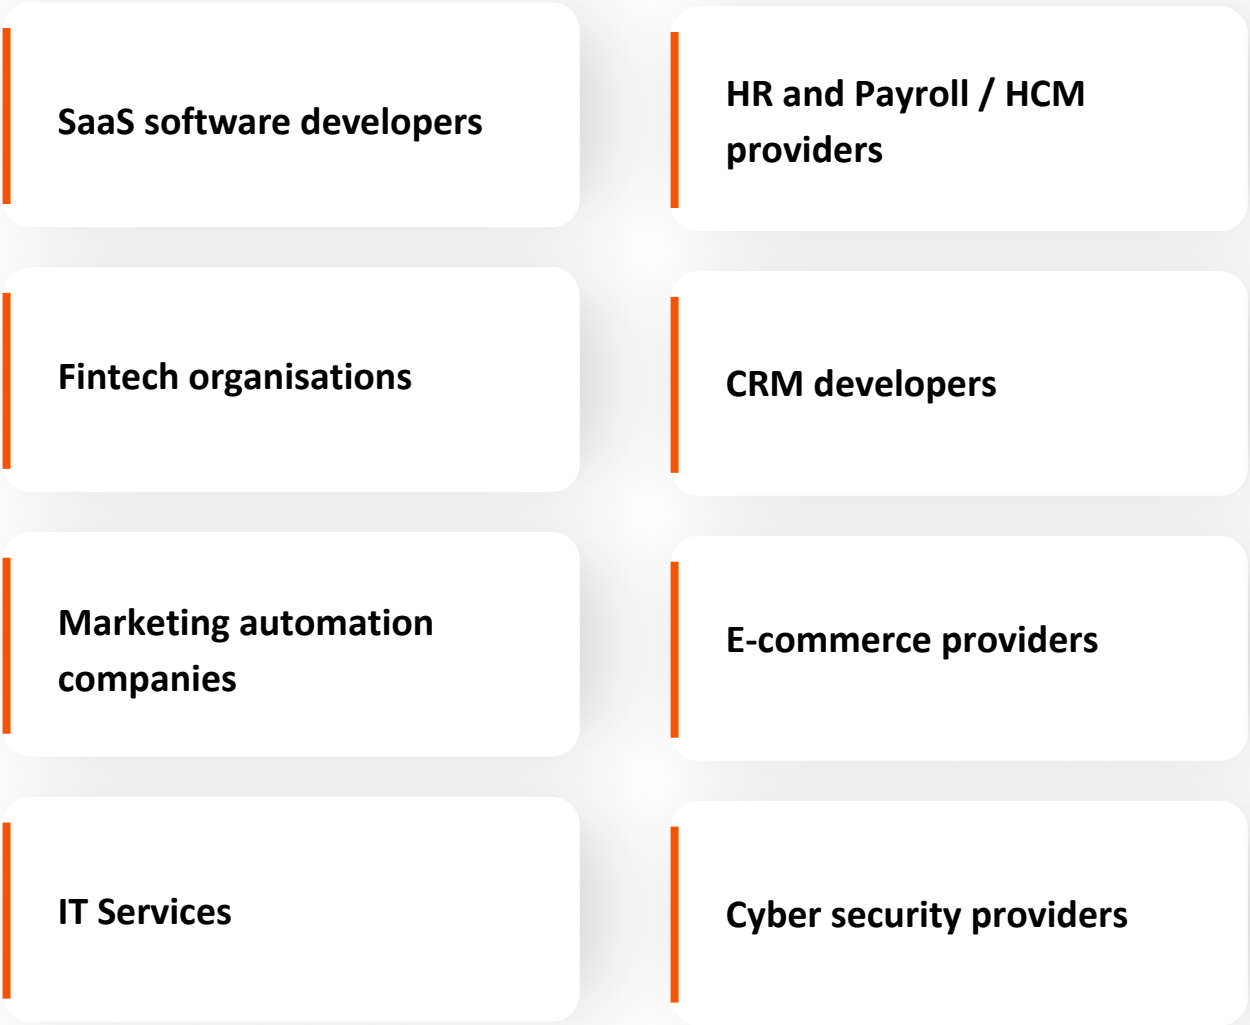 SaaS software developers
HR and Payroll / HCM
providers
Fintech organisations
CRM developers
Marketing automation
companies
E-commerce providers
IT Services
Cyber security providers